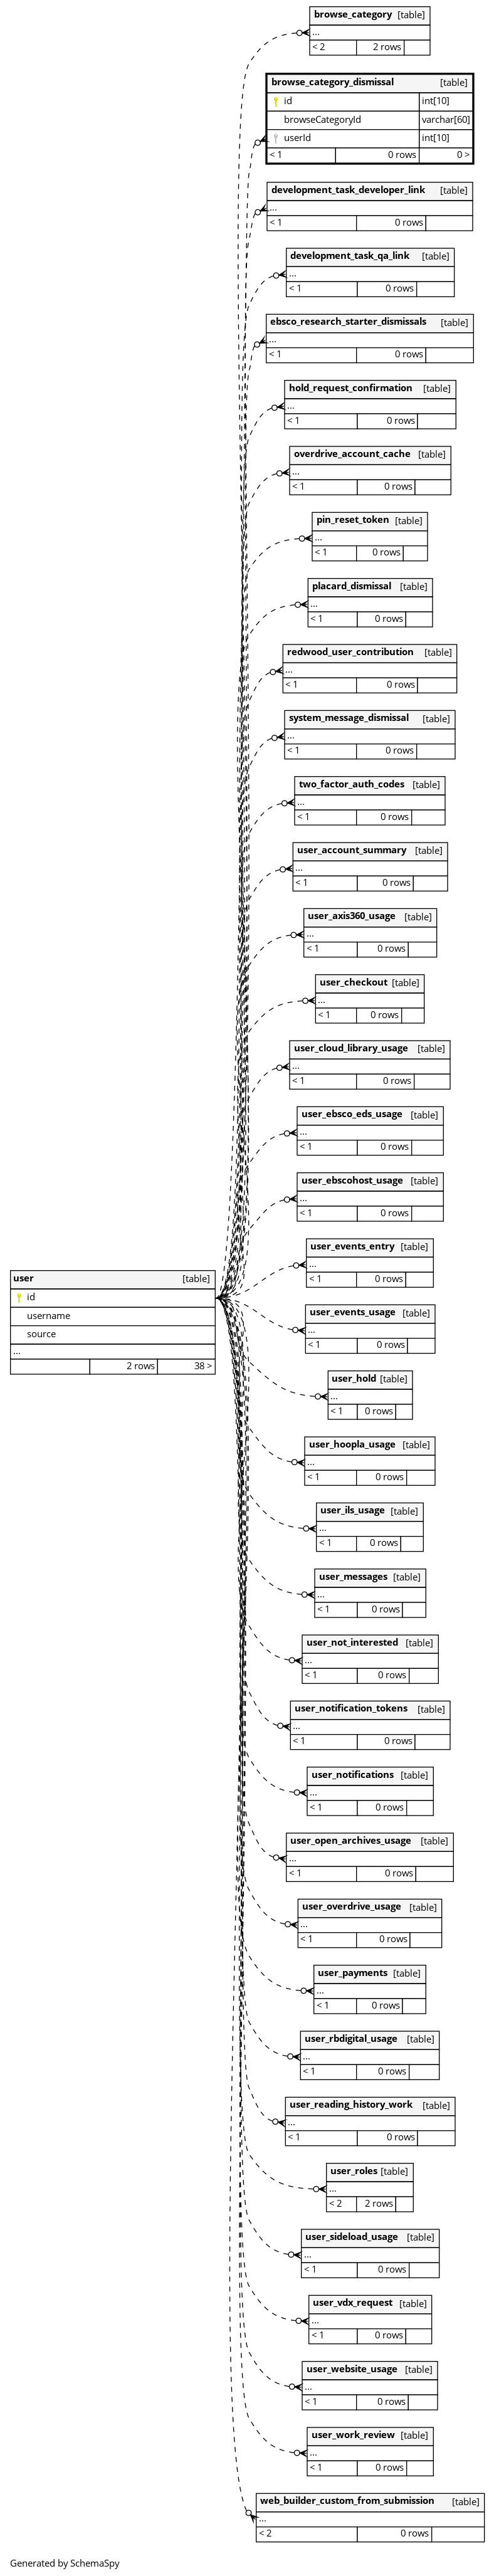 browse_category [table]
...
< 2 2 rows
browse_category_dismissal [table]
id int[10]
browseCategoryId varchar[60]
userId int[10]
< 1 0 rows 0 >
development_task_developer_link [table]
...
< 1 0 rows
development_task_qa_link [table]
...
< 1 0 rows
ebsco_research_starter_dismissals [table]
...
< 1 0 rows
hold_request_confirmation [table]
...
< 1 0 rows
overdrive_account_cache [table]
...
< 1 0 rows
pin_reset_token [table]
...
< 1 0 rows
placard_dismissal [table]
...
< 1 0 rows
redwood_user_contribution [table]
...
< 1 0 rows
system_message_dismissal [table]
...
< 1 0 rows
two_factor_auth_codes [table]
...
< 1 0 rows
user_account_summary [table]
...
< 1 0 rows
user_axis360_usage [table]
...
< 1 0 rows
user_checkout [table]
...
< 1 0 rows
user_cloud_library_usage [table]
...
< 1 0 rows
user_ebsco_eds_usage [table]
...
< 1 0 rows
user_ebscohost_usage [table]
...
< 1 0 rows
user_events_entry [table]
...
< 1 0 rows
user [table]
id
username
source
...
2 rows 38 >
user_events_usage [table]
...
< 1 0 rows
user_hold [table]
...
< 1 0 rows
user_hoopla_usage [table]
...
< 1 0 rows
user_ils_usage [table]
...
< 1 0 rows
user_messages [table]
...
< 1 0 rows
user_not_interested [table]
...
< 1 0 rows
user_notification_tokens [table]
...
< 1 0 rows
user_notifications [table]
...
< 1 0 rows
user_open_archives_usage [table]
...
< 1 0 rows
user_overdrive_usage [table]
...
< 1 0 rows
user_payments [table]
...
< 1 0 rows
user_rbdigital_usage [table]
...
< 1 0 rows
user_reading_history_work [table]
...
< 1 0 rows
user_roles [table]
...
< 2 2 rows
user_sideload_usage [table]
...
< 1 0 rows
user_vdx_request [table]
...
< 1 0 rows
user_website_usage [table]
...
< 1 0 rows
user_work_review [table]
...
< 1 0 rows
web_builder_custom_from_submission [table]
...
< 2 0 rows
Generated by SchemaSpy